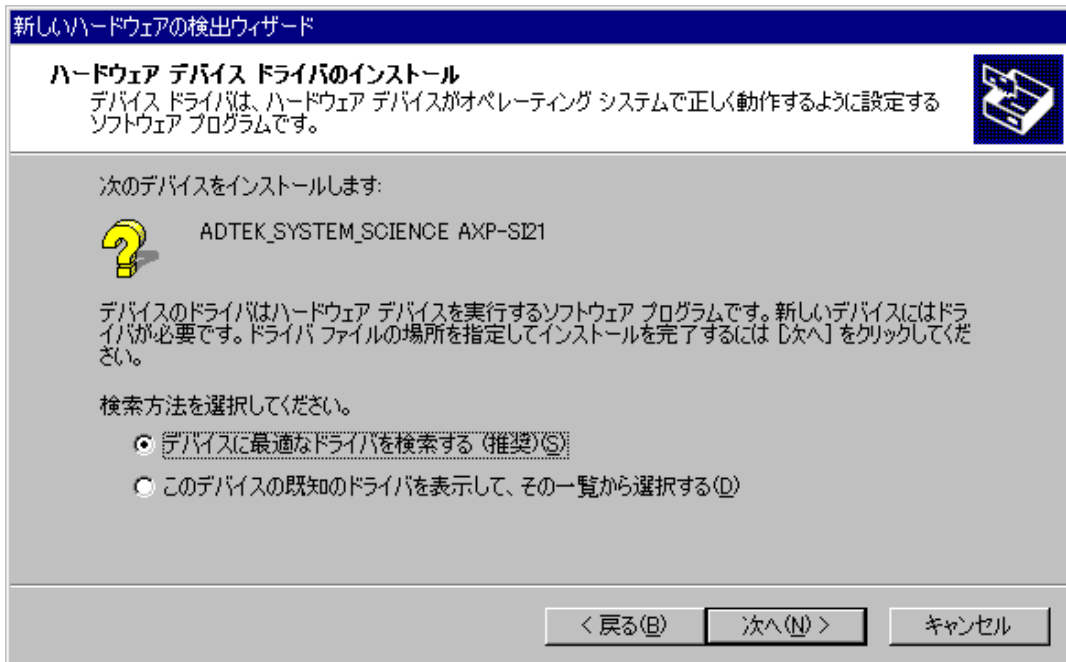 新しいハードウェアの検出ウィザード
ハードウェア デバイス ドライバのインストール
デバイス ドライバは、ハードウェア デバイスがオペレーティング システムで正しく動作するように設定する
ソフトウェア プログラムです。
次のデバイスをインストールします:
ADTEK_SYSTEM_SCIENCE AXP-SI21
デバイスのドライバはハードウェア デバイスを実行するソフトウェア プログラムです。新しいデバイスにはドラ
イバが必要です。ドライバ ファイルの場所を指定してインストールを完了するには [次へ] をクリックしてくだ
さい。
検索方法を選択してください。
デバイスに最適なドライバを検索する (推奨)(S)
このデバイスの既知のドライバを表示して、その一覧から選択する(D)
< 戻る(B) 次へ(N) > キャンセル